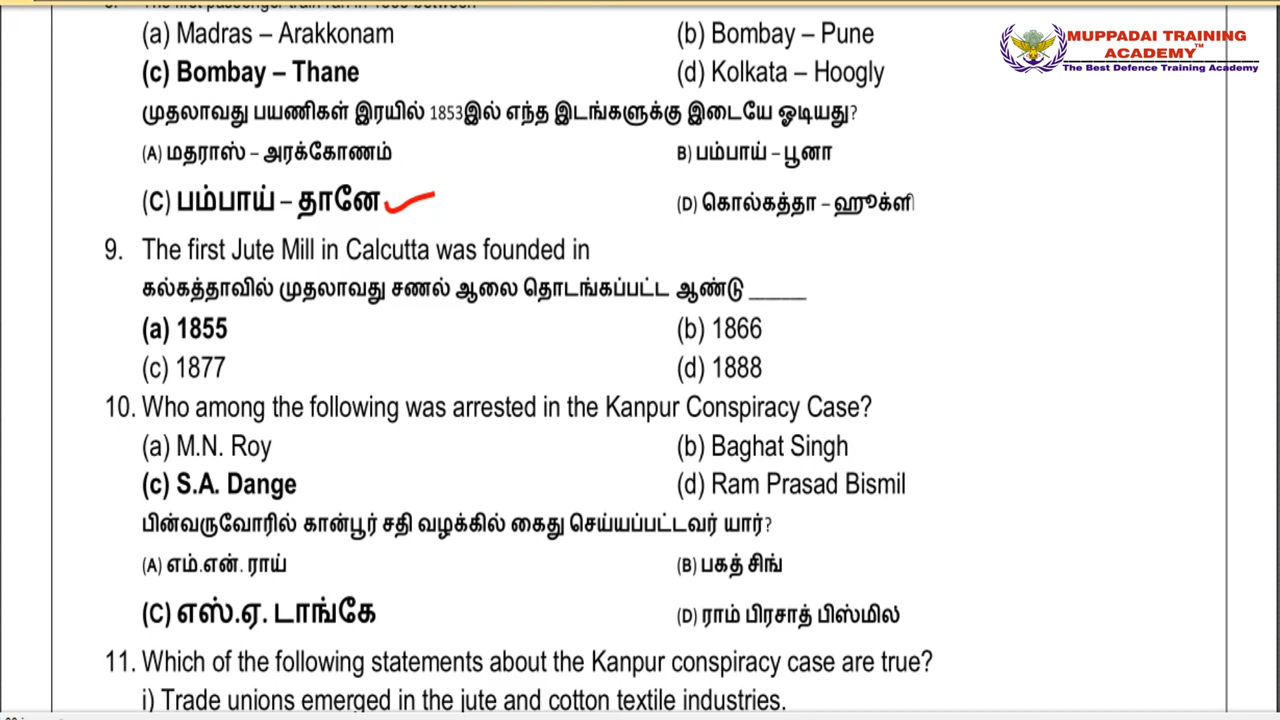 (a) Madras – Arakkonam (b) Bombay – Pune
(c) Bombay – Thane (d) Kolkata – Hoogly
முதலாவது பயணிகள் இரயில் 1853இல் எந்த இடங்களுக்கு இடையே ஓடியது?
(A) மதராஸ் – அரக்கோணம் B) பம்பாய் – பூனா
(C) பம்பாய் – தானே (D) கொல்கத்தா – ஹூக்ளி
9. The first Jute Mill in Calcutta was founded in
கல்கத்தாவில் முதலாவது சணல் ஆலை தொடங்கப்பட்ட ஆண்டு _____
(a) 1855 (b) 1866
(c) 1877 (d) 1888
10. Who among the following was arrested in the Kanpur Conspiracy Case?
(a) M.N. Roy (b) Baghat Singh
(c) S.A. Dange (d) Ram Prasad Bismil
பின்வருவோரில் கான்பூர் சதி வழக்கில் கைது செய்யப்பட்டவர் யார்?
(A) எம்.என். ராய் (B) பகத் சிங்
(C) எஸ்.ஏ. டாங்கே (D) ராம் பிரசாத் பிஸ்மில்
11. Which of the following statements about the Kanpur conspiracy case are true?
i) Trade unions emerged in the jute and cotton textile industries.
MUPPADAI TRAINING
ACADEMY™
The Best Defence Training Academy